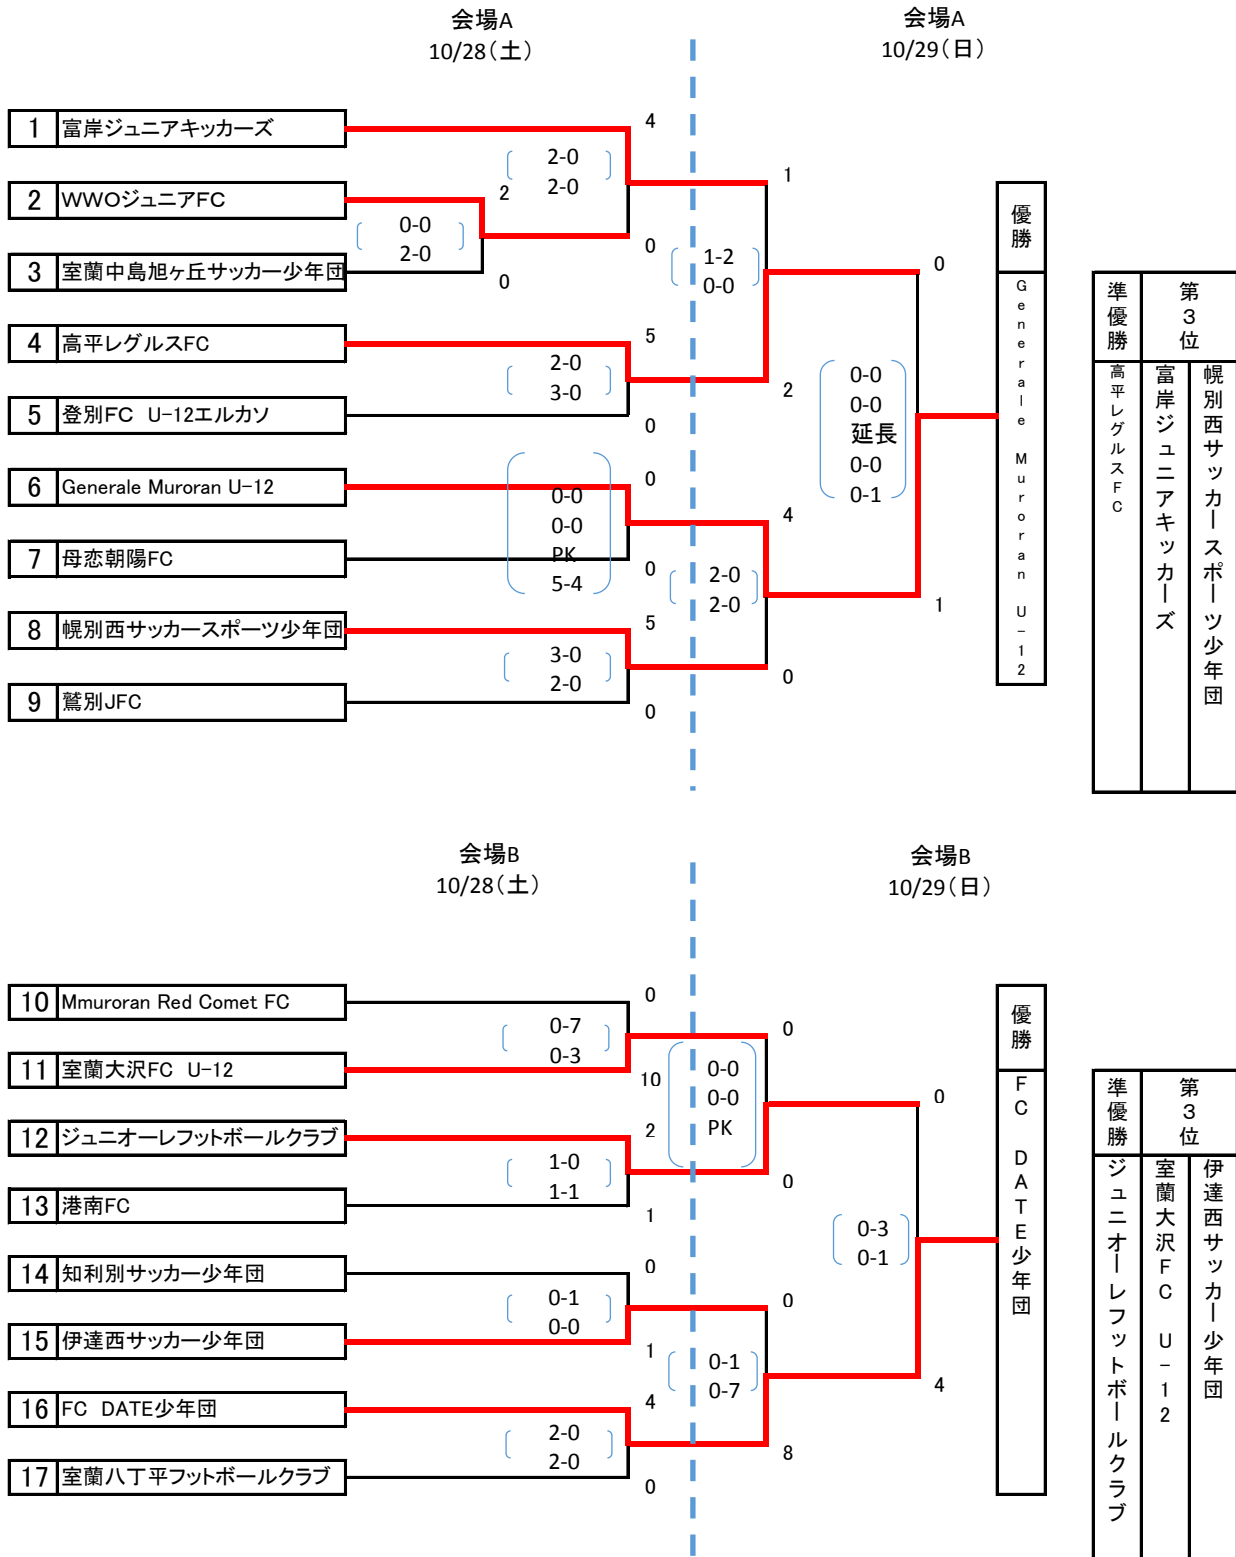 会場A
10/28(土)
会場A
10/29(日)
1 富岸ジュニアキッカーズ
2 WWOジュニアFC
3 室蘭中島旭ヶ丘サッカー少年団
4 高平レグルスFC
5 登別FC U-12エルカソ
6 Generale Muroran U-12
7 母恋朝陽FC
8 幌別西サッカースポーツ少年団
9 鷲別JFC
0-0
2-0
2
0
2-0
2-0
4
0
2-0
3-0
5
0
0-0
0-0
PK
5-4
0
0
3-0
2-0
5
0
1-2
0-0
1
2
2-0
2-0
4
0
0-0
0-0
延長
0-0
0-1
0
1
優勝
Generale Muroran U-12
準優勝
高平レグルスFC
第3位
富岸ジュニアキッカーズ
幌別西サッカースポーツ少年団
会場B
10/28(土)
会場B
10/29(日)
10 Mmuroran Red Comet FC
11 室蘭大沢FC U-12
12 ジュニオーレフットボールクラブ
13 港南FC
14 知利別サッカー少年団
15 伊達西サッカー少年団
16 FC DATE少年団
17 室蘭八丁平フットボールクラブ
0-7
0-3
0
10
1-0
1-1
2
1
0-1
0-0
0
1
2-0
2-0
4
0
0-0
0-0
PK
0
0
0-1
0-7
0
8
0-3
0-1
0
4
優勝
FC DATE少年団
準優勝
ジュニオーレフットボールクラブ
第3位
室蘭大沢FC U-12
伊達西サッカー少年団